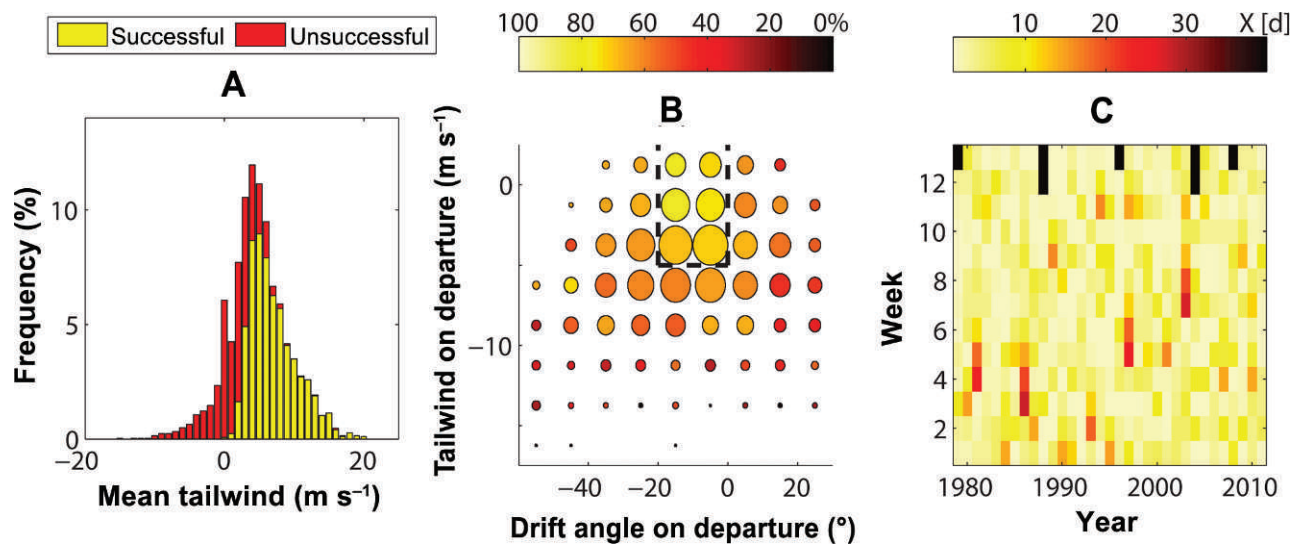 Successful Unsuccessful
A
Frequency (%)
10
5
0
−20 0 20
Mean tailwind (m s⁻¹)
100 80 60 40 20 0%
B
Tailwind on departure (m s⁻¹)
0
−10
−40 −20 0 20
Drift angle on departure (°)
10 20 30 X [d]
C
Week
12
10
8
6
4
2
1980 1990 2000 2010
Year